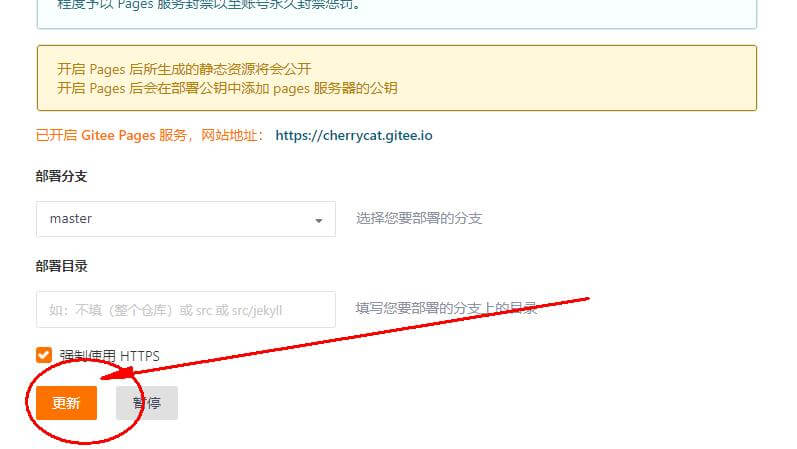 程度予以 Pages 服务封禁以至账号永久封禁惩罚。
开启 Pages 后所生成的静态资源将会公开
开启 Pages 后会在部署公钥中添加 pages 服务器的公钥
已开启 Gitee Pages 服务，网站地址： https://cherrycat.gitee.io
部署分支
master
选择您要部署的分支
部署目录
如：不填（整个仓库）或 src 或 src/jekyll
填写您要部署的分支上的目录
强制使用 HTTPS
更新
暂停